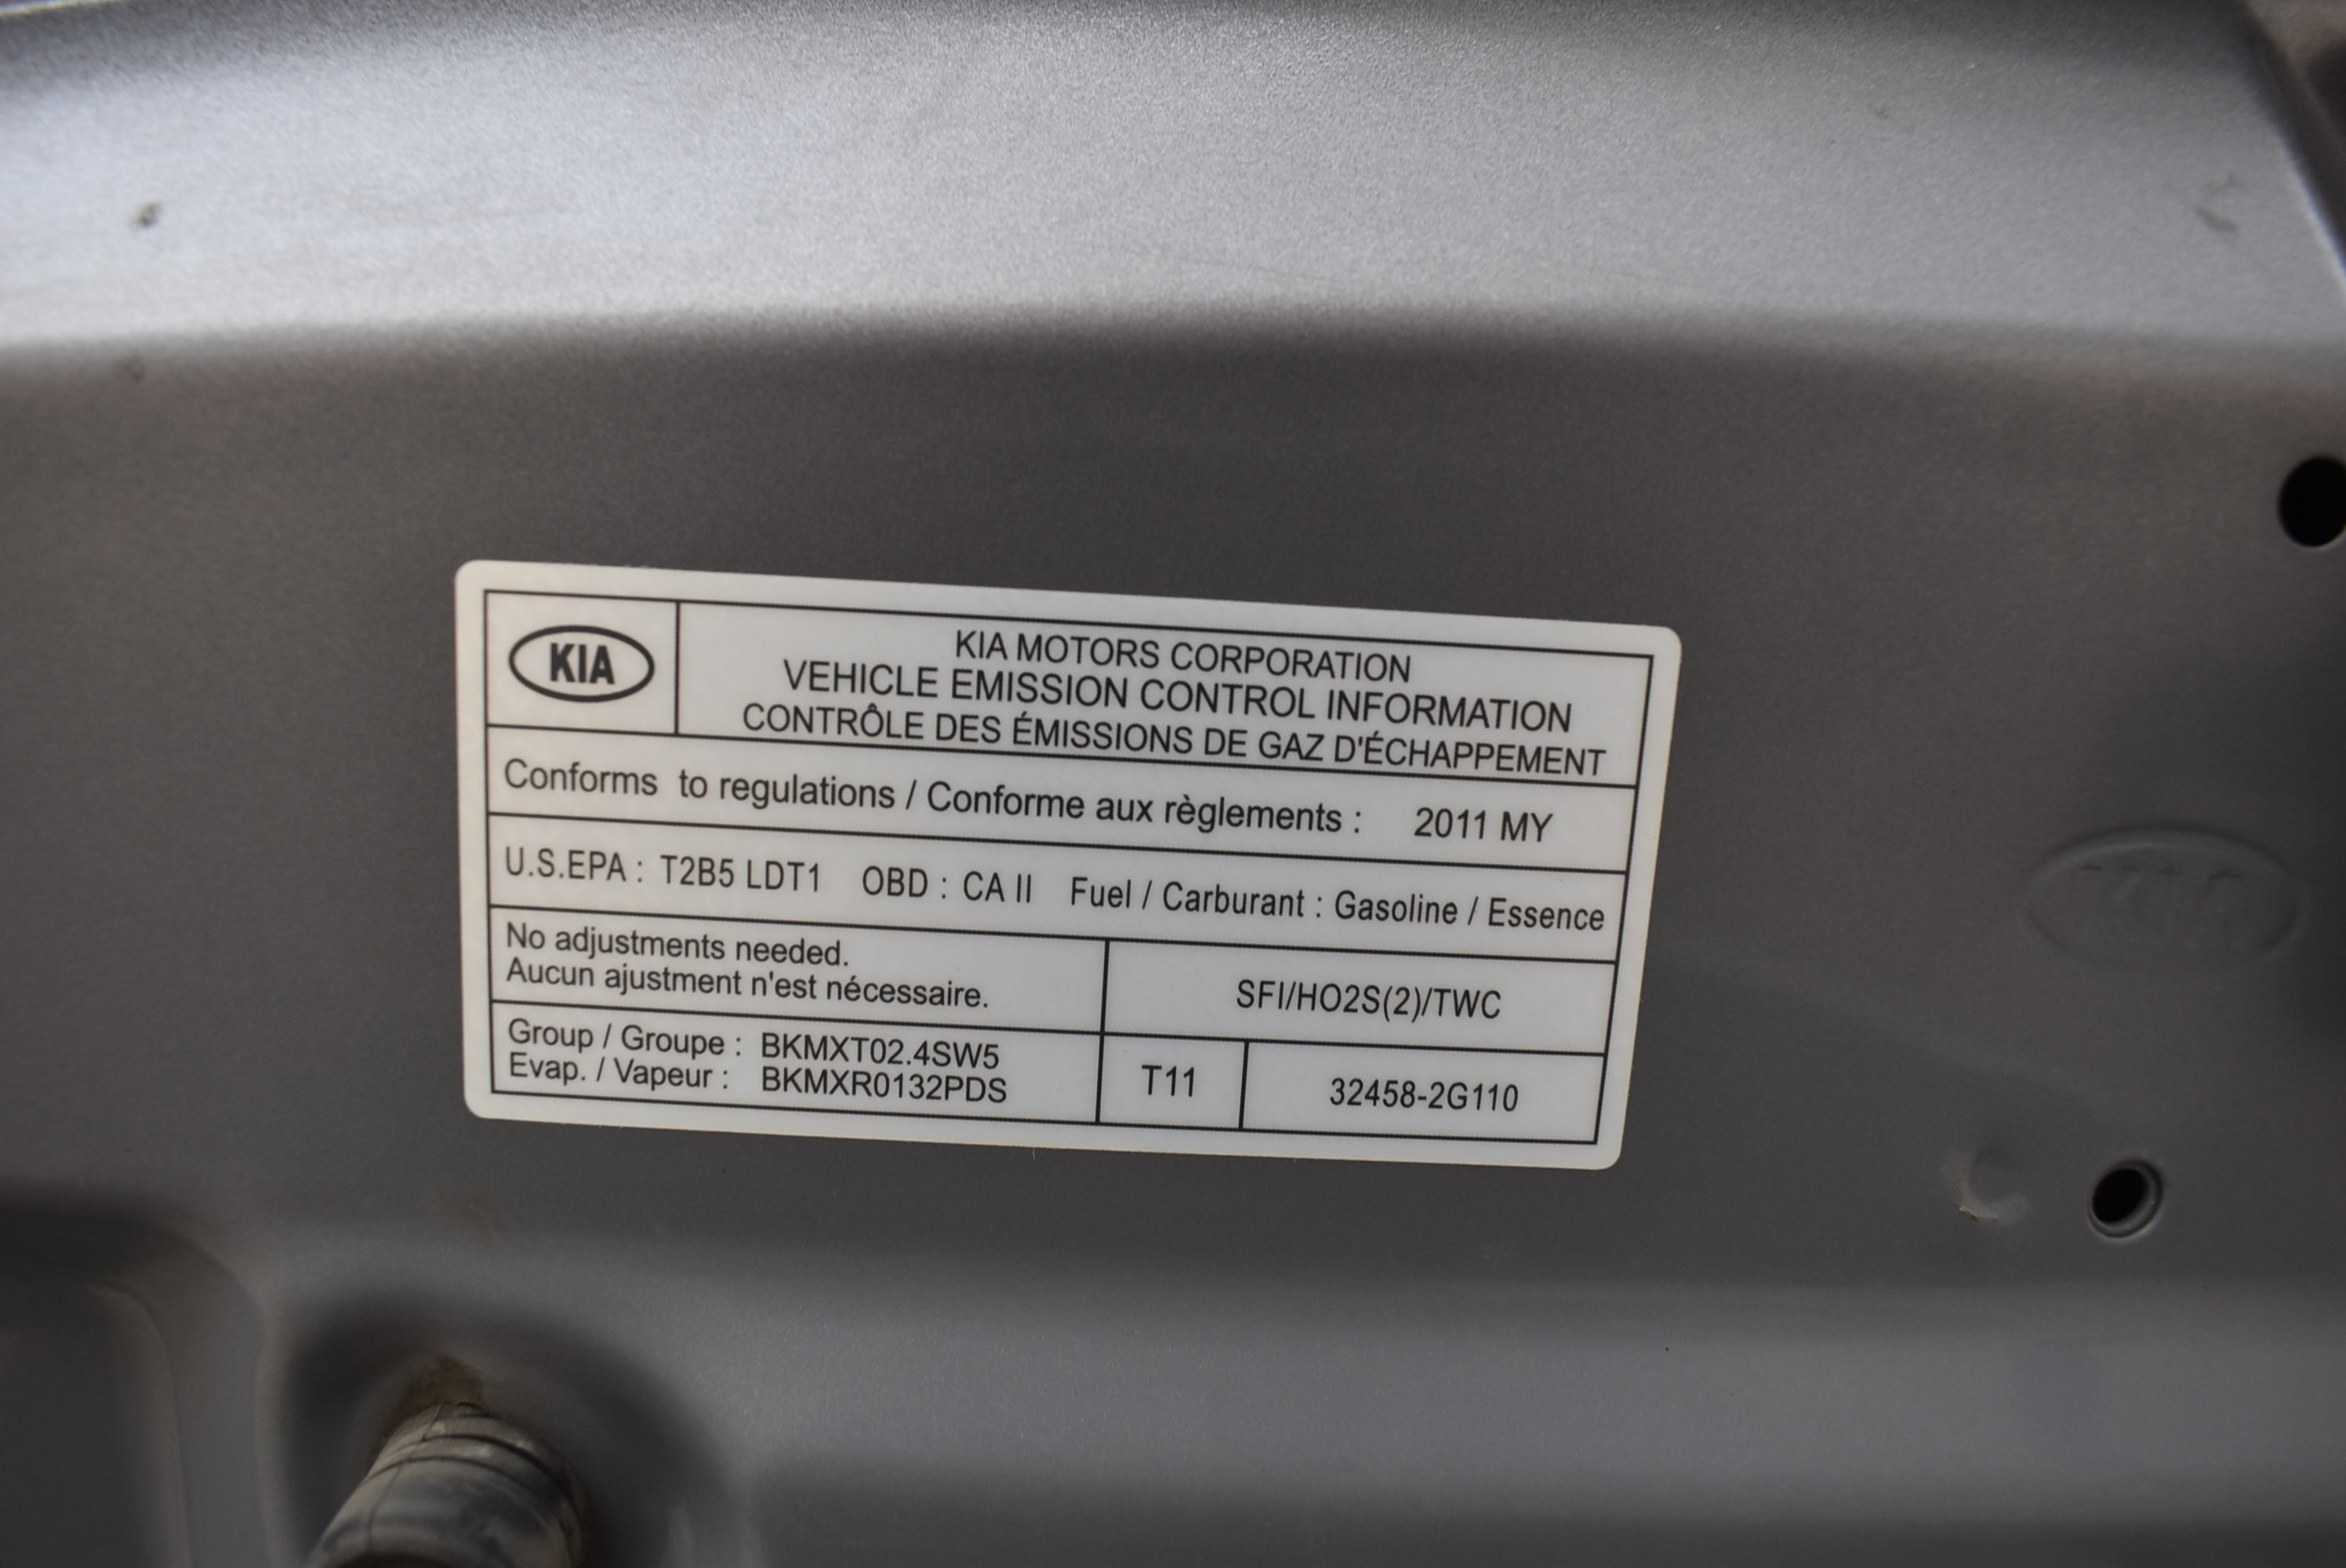 KIA
KIA MOTORS CORPORATION
VEHICLE EMISSION CONTROL INFORMATION
CONTRÔLE DES ÉMISSIONS DE GAZ D'ÉCHAPPEMENT
Conforms to regulations / Conforme aux règlements : 2011 MY
U.S.EPA : T2B5 LDT1 OBD : CA II Fuel / Carburant : Gasoline / Essence
No adjustments needed.
Aucun ajustment n'est nécessaire.
SFI/HO2S(2)/TWC
Group / Groupe : BKMXT02.4SW5
Evap. / Vapeur : BKMXR0132PDS
T11
32458-2G110
KIA